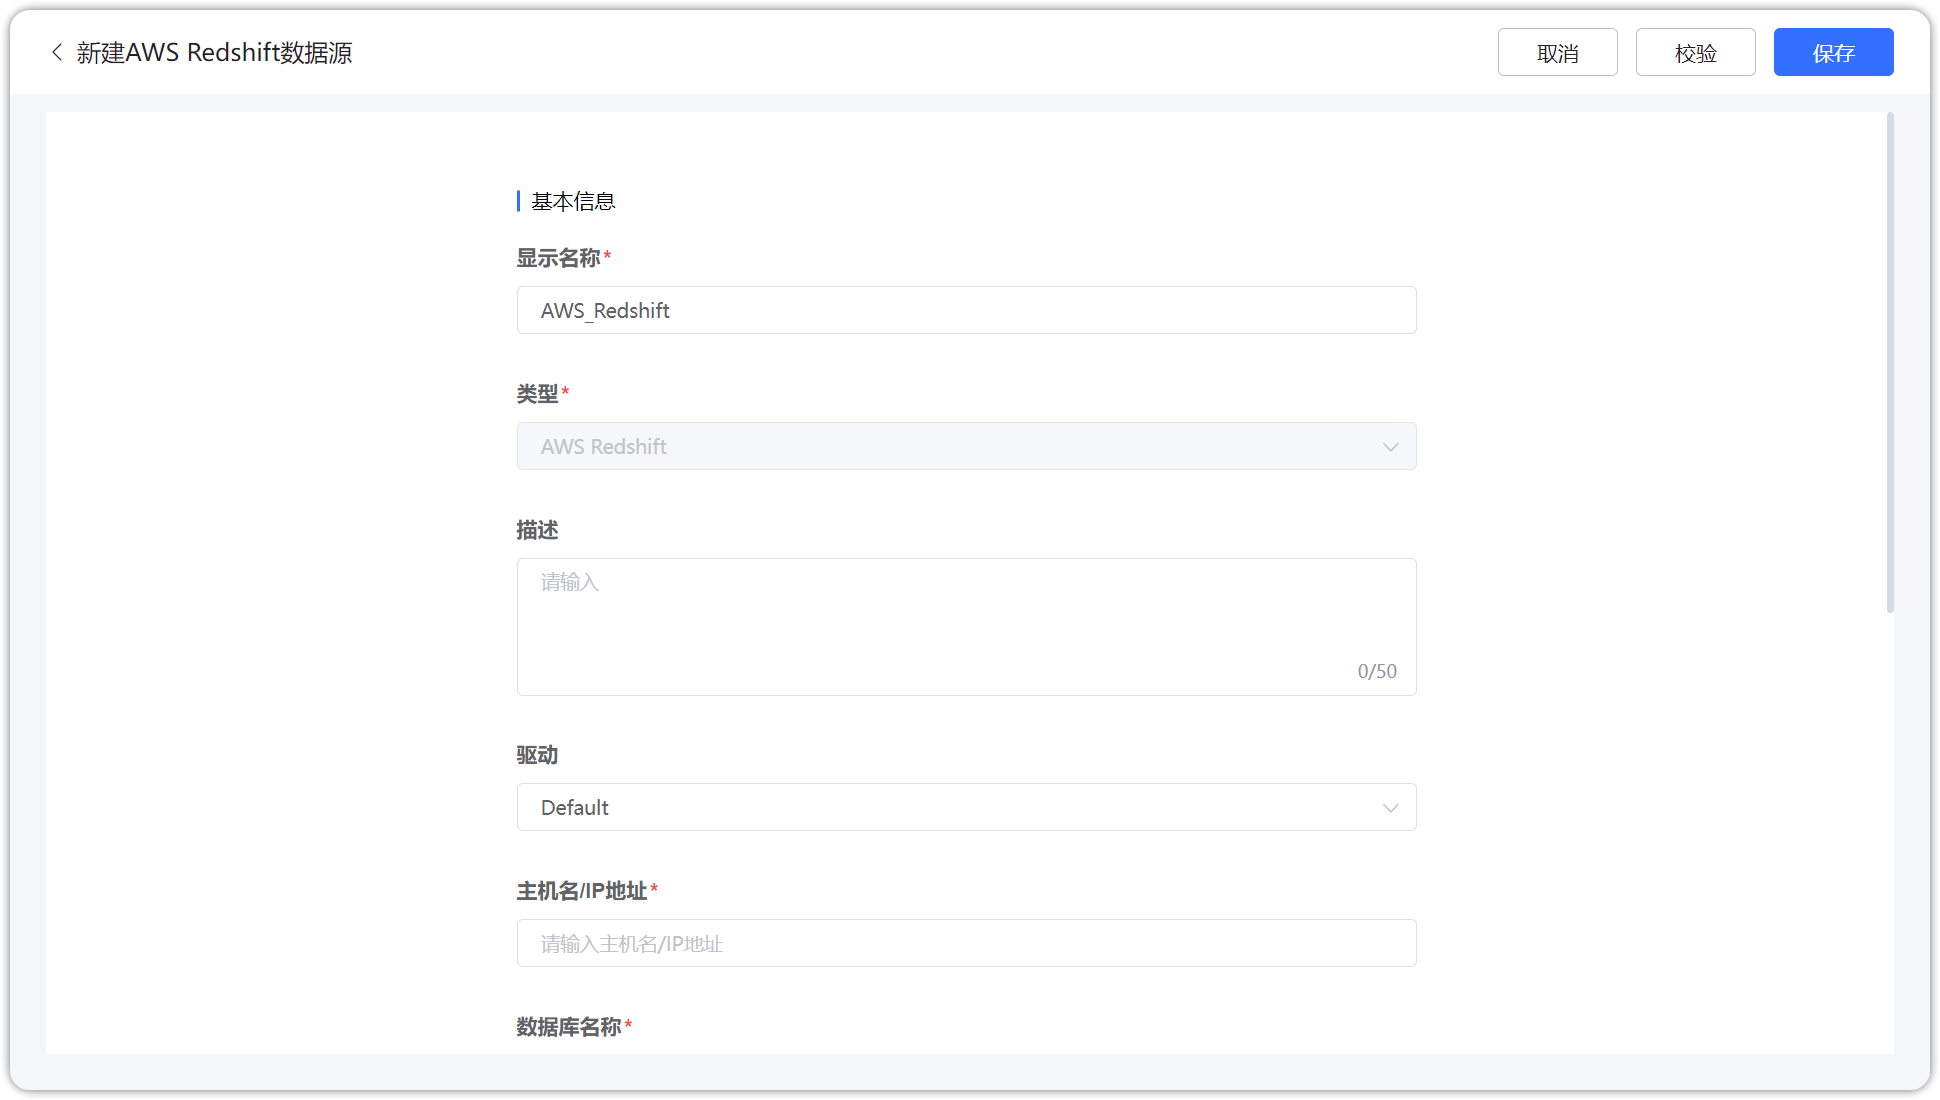 新建AWS Redshift数据源
取消
校验
保存
基本信息
显示名称*
AWS_Redshift
类型*
AWS Redshift
描述
请输入
0/50
驱动
Default
主机名/IP地址*
请输入主机名/IP地址
数据库名称*